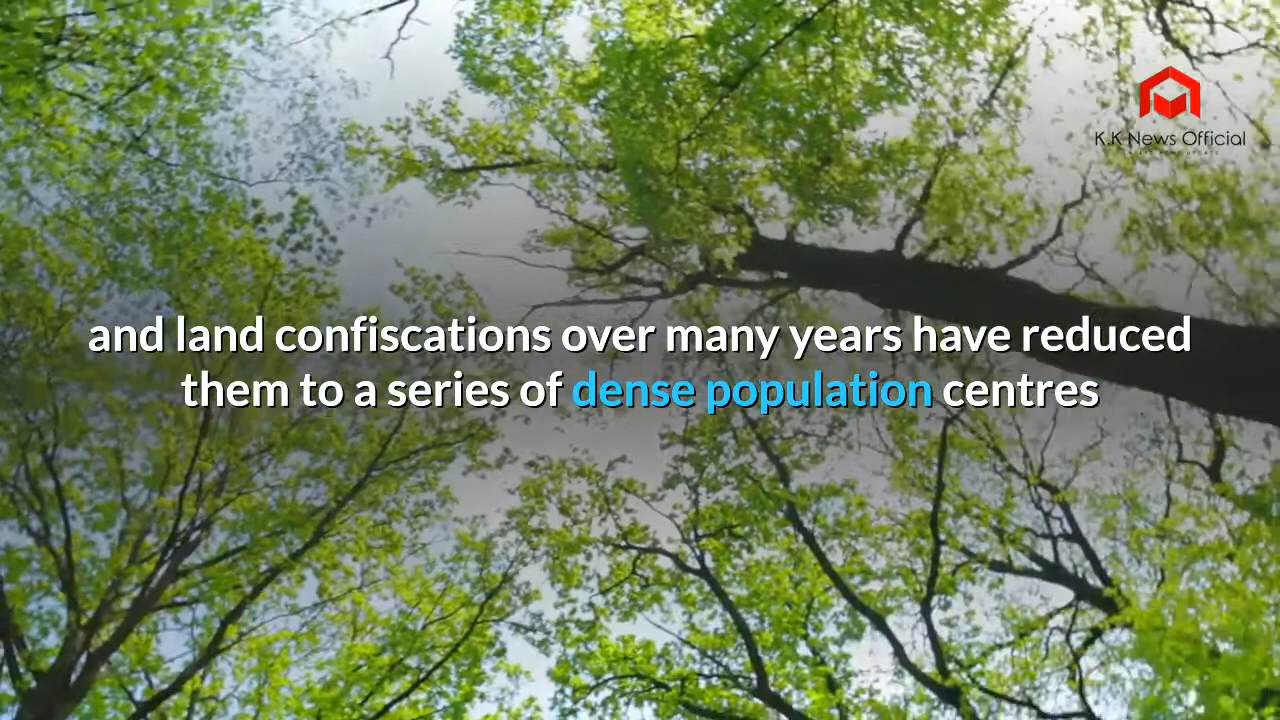 K.K News Official
and land confiscations over many years have reduced
them to a series of dense population centres